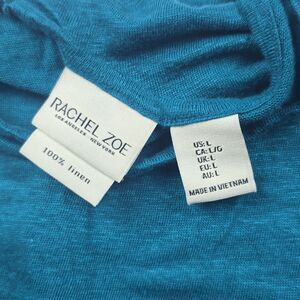 RACHEL ZOE
LOS ANGELES NEW YORK
100% linen
US: L
CA: L/G
UK: L
EU: L
AU: L
MADE IN VIETNAM